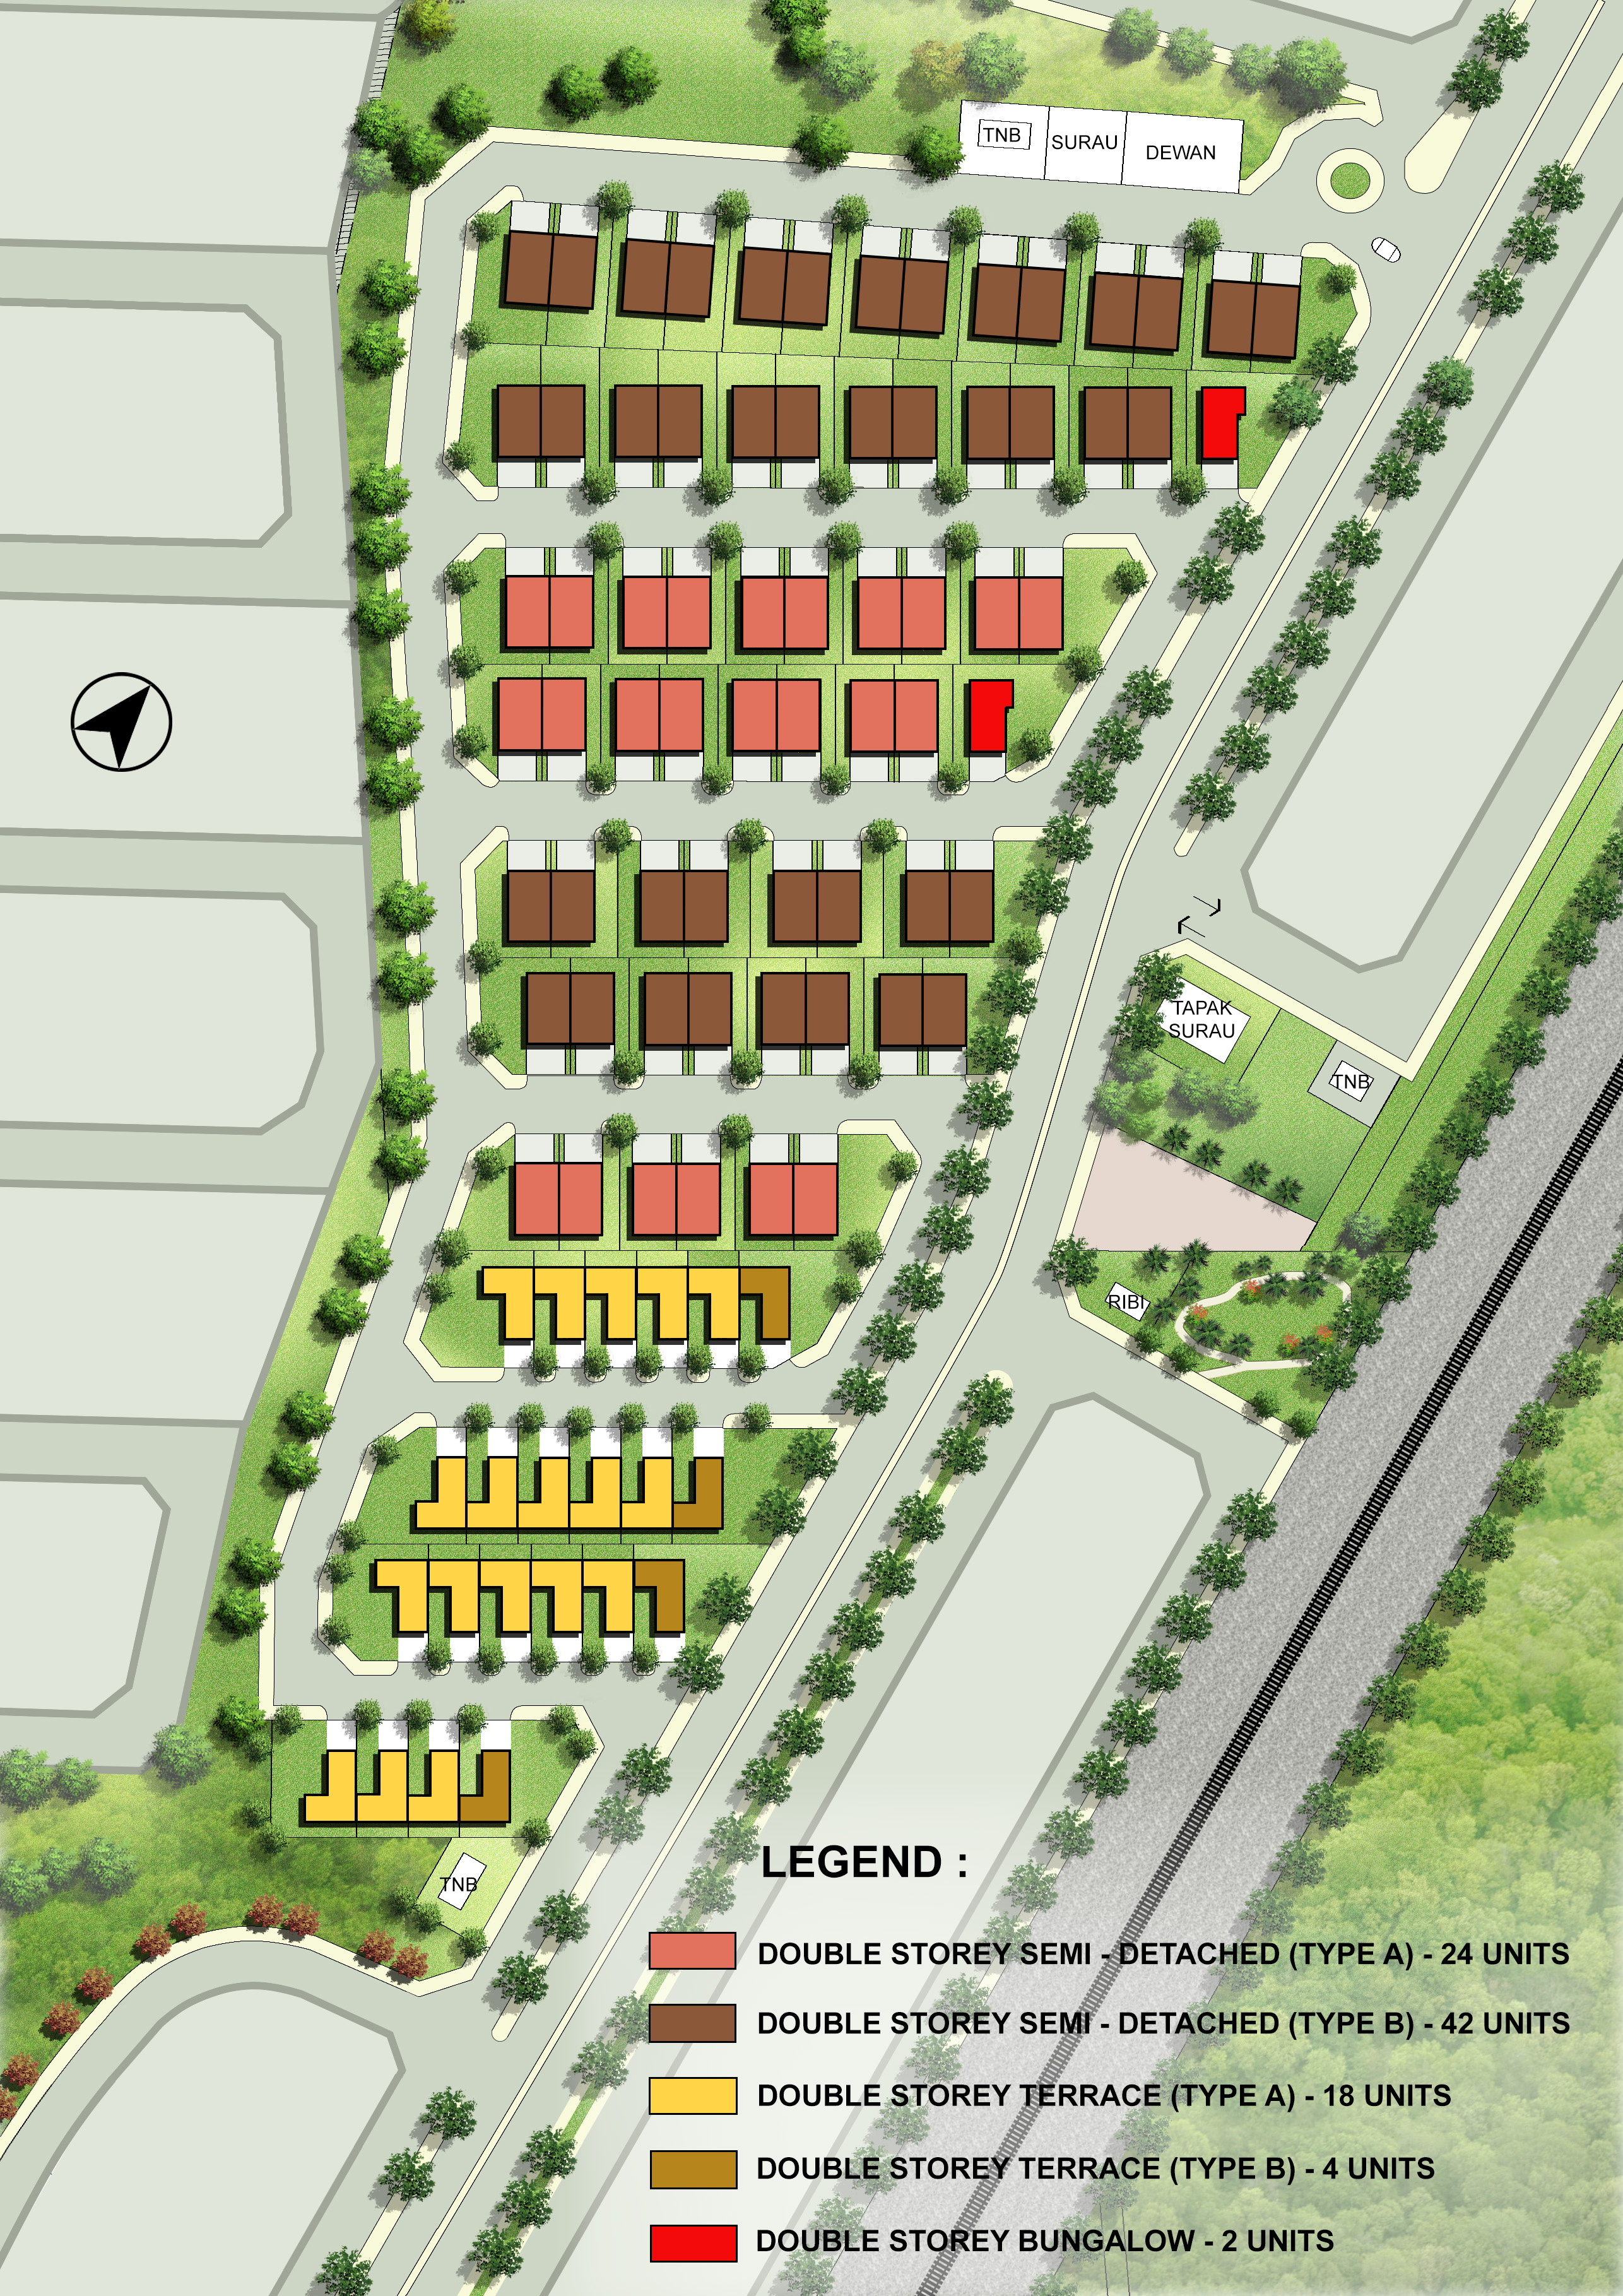 TNB
SURAU
DEWAN
TAPAK
SURAU
TNB
RIBI
TNB
LEGEND :
DOUBLE STOREY SEMI - DETACHED (TYPE A) - 24 UNITS
DOUBLE STOREY SEMI - DETACHED (TYPE B) - 42 UNITS
DOUBLE STOREY TERRACE (TYPE A) - 18 UNITS
DOUBLE STOREY TERRACE (TYPE B) - 4 UNITS
DOUBLE STOREY BUNGALOW - 2 UNITS